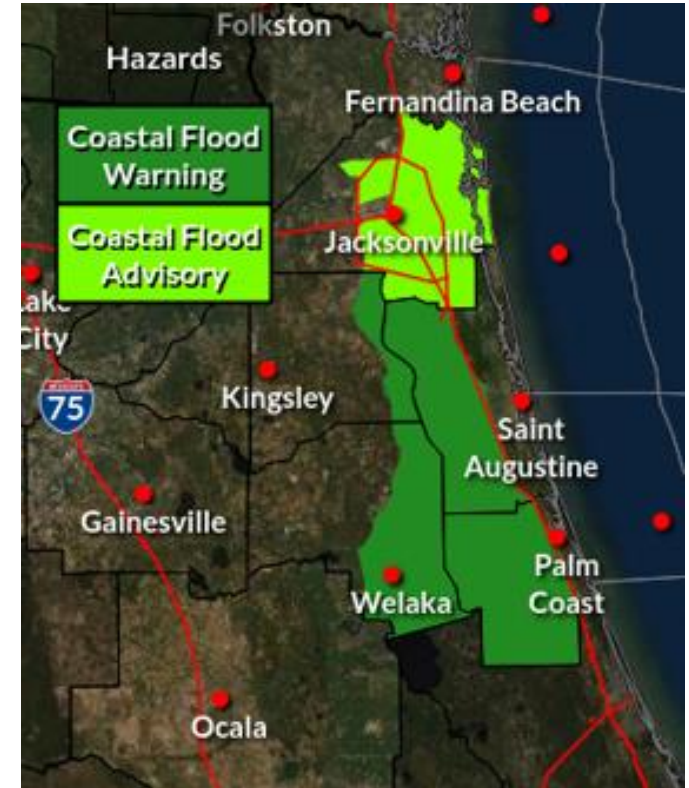 Folkston
Hazards
Fernandina Beach
Coastal Flood
Warning
Coastal Flood
Advisory
Jacksonville
Lake
City
75
Kingsley
Saint
Augustine
Gainesville
Palm
Coast
Welaka
Ocala